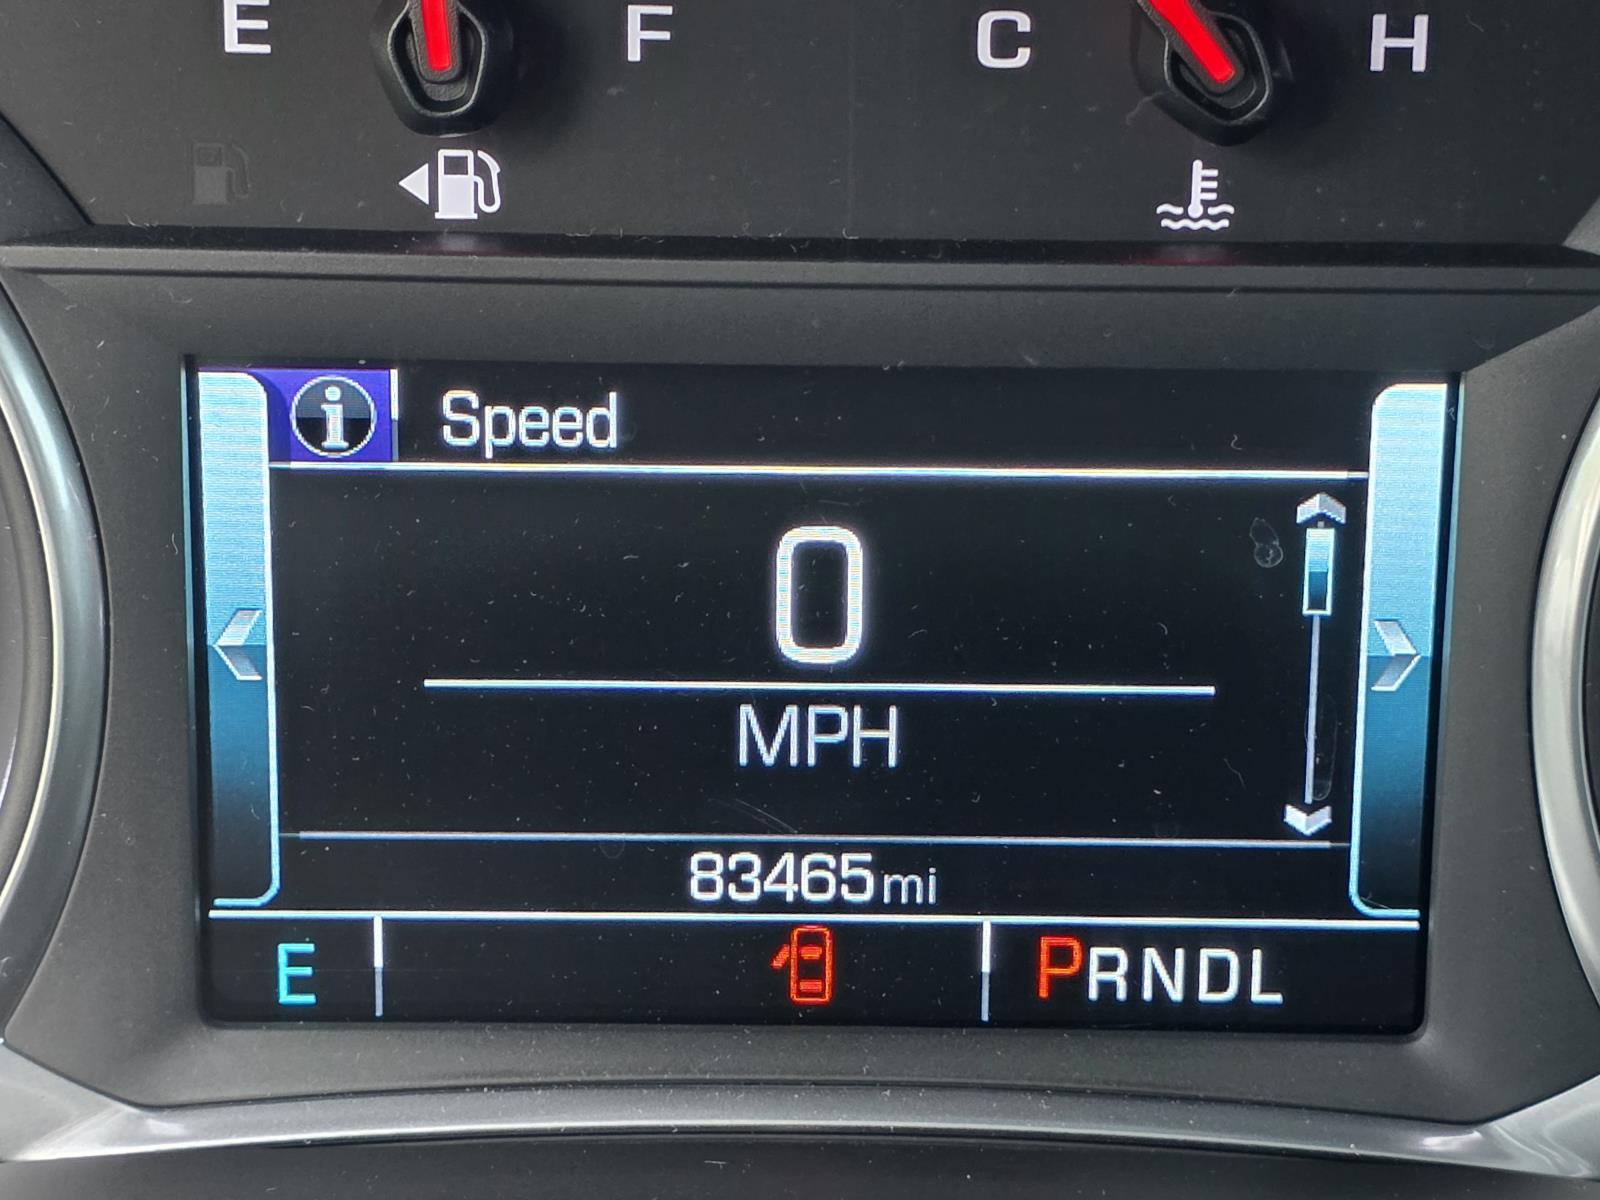 E F C H
i Speed
0
MPH
83465 mi
E PRNDL